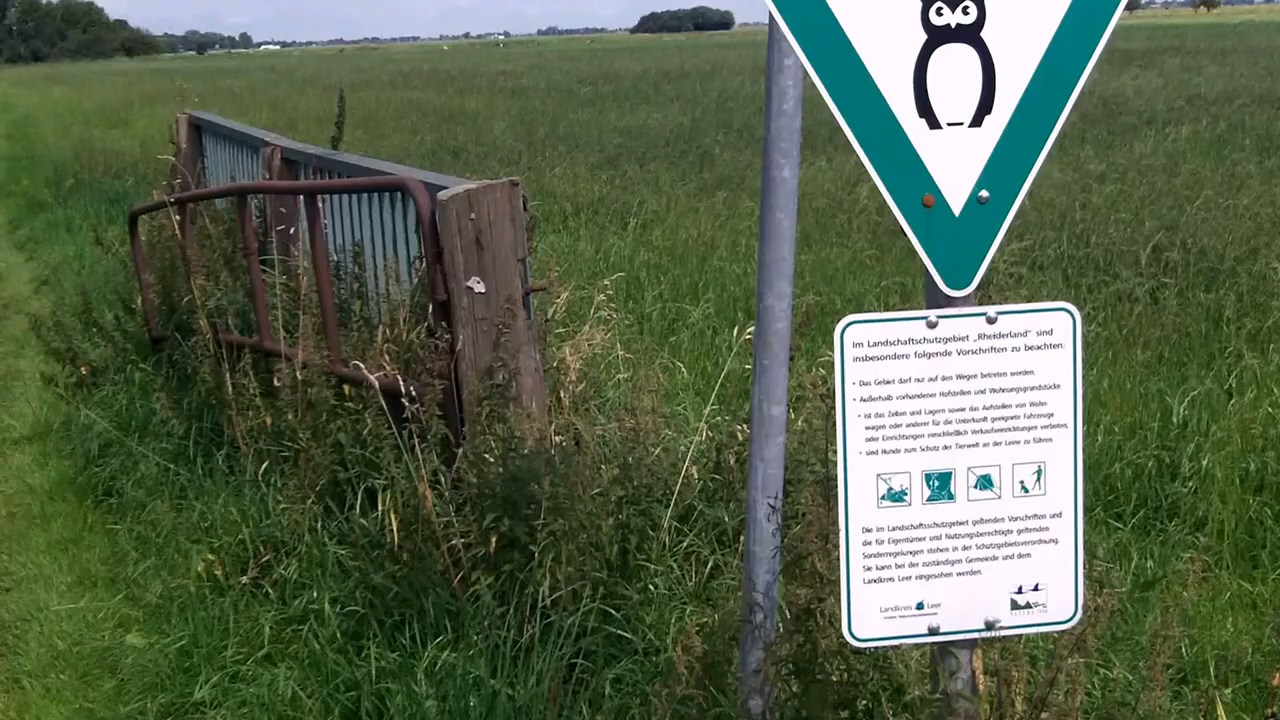 Im Landschaftschutzgebiet „Rheiderland" sind
insbesondere folgende Vorschriften zu beachten:
• Das Gebiet darf nur auf den Wegen betreten werden.
• Außerhalb vorhandener Hofstellen und Wohnungsgrundstücke
• ist das Zelten und Lagern sowie das Aufstellen von Wohn-
wagen oder anderer für die Unterkunft geeignete Fahrzeuge
oder Einrichtungen einschließlich Verkaufseinrichtungen verboten,
• sind Hunde zum Schutz der Tierwelt an der Leine zu führen.
Die im Landschaftsschutzgebiet geltenden Vorschriften und
die für Eigentümer und Nutzungsberechtigte geltenden
Sonderregelungen stehen in der Schutzgebietsverordnung.
Sie kann bei der zuständigen Gemeinde und dem
Landkreis Leer eingesehen werden.
Landkreis Leer